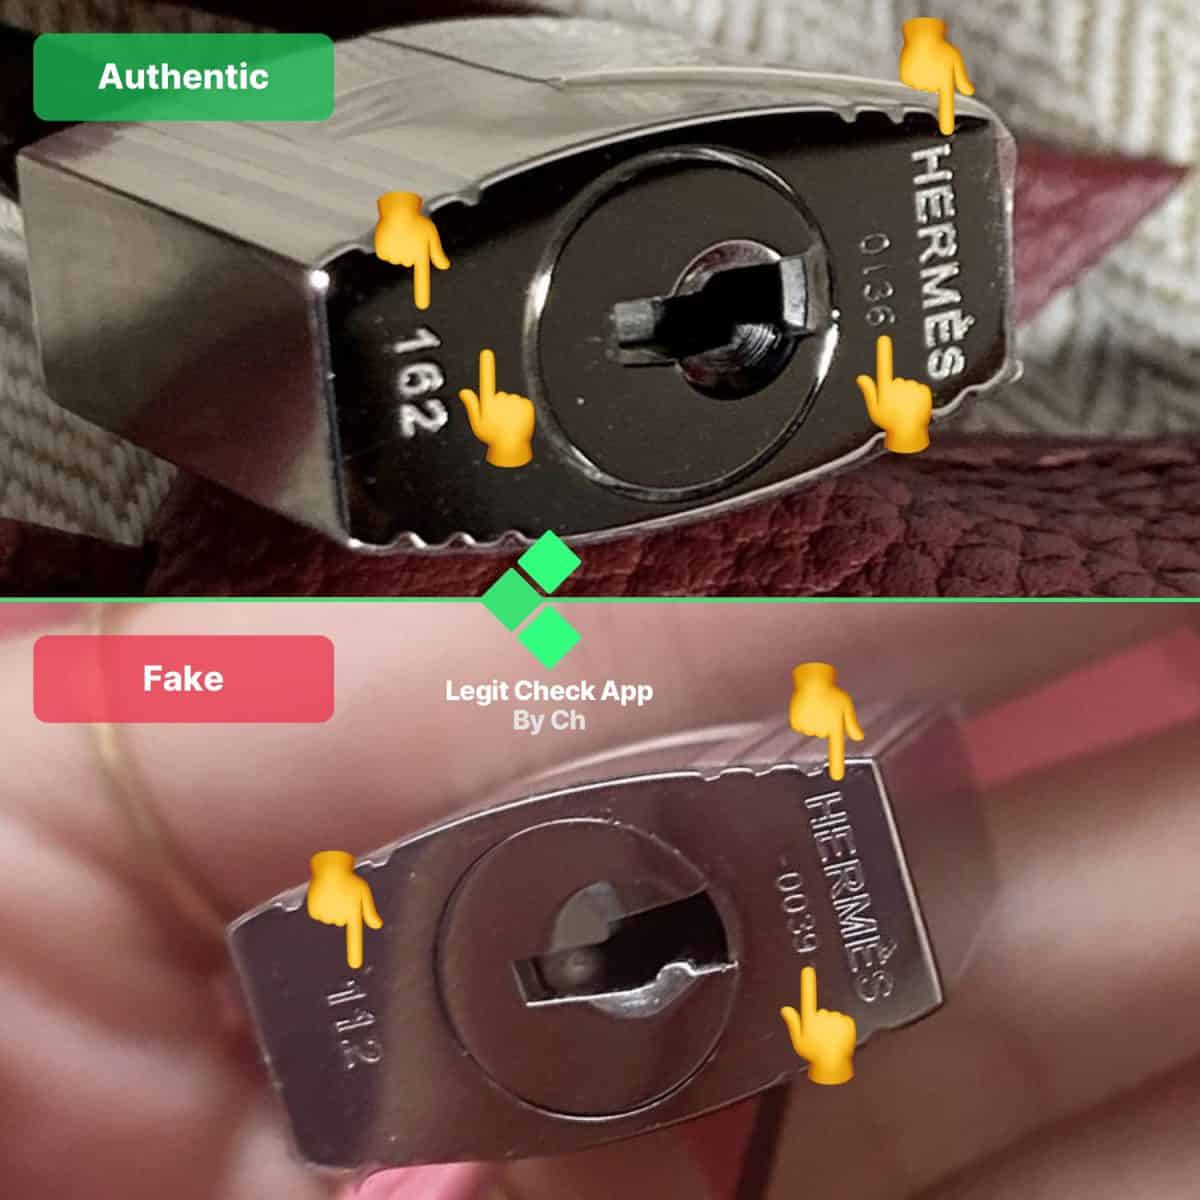 Authentic
HERMÈS
0136
162
Fake
Legit Check App
By Ch
HERMÈS
-0039-
112